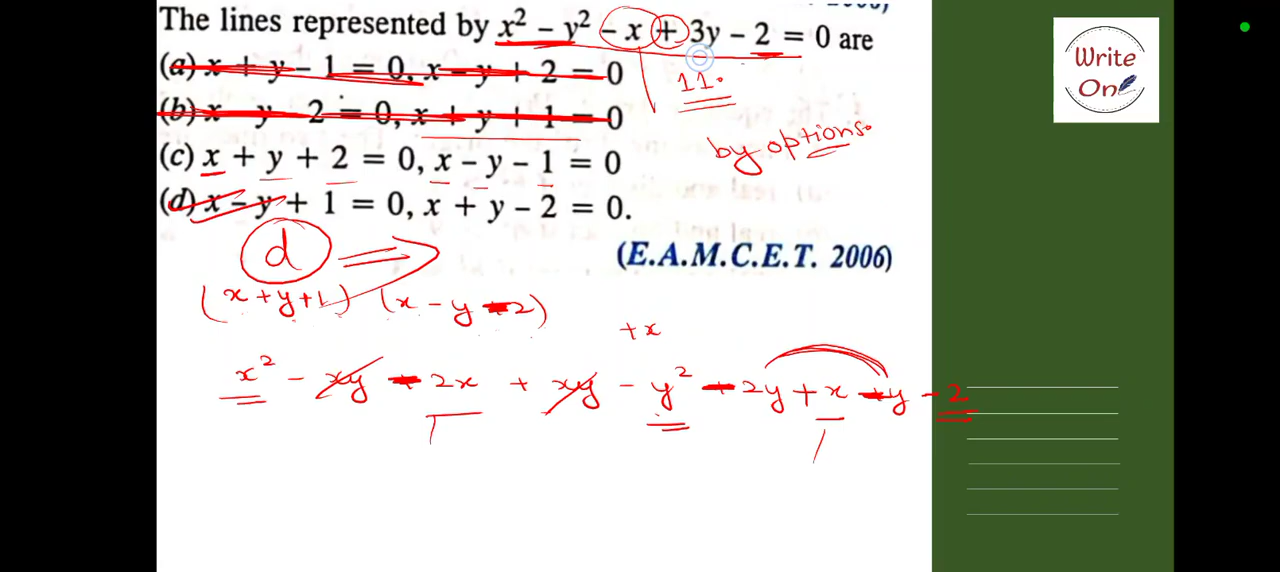 The lines represented by x² – y² – x + 3y – 2 = 0 are
(a) x + y – 1 = 0, x – y + 2 = 0
11.
(b) x – y – 2 = 0, x + y + 1 = 0
by options.
(c) x + y + 2 = 0, x – y – 1 = 0
(d) x – y + 1 = 0, x + y – 2 = 0.
(E.A.M.C.E.T. 2006)
d ⇒
(x + y + 1) (x – y – 2)
+x
x² – xy – 2x + xy – y² – 2y + x – y – 2
Write
On